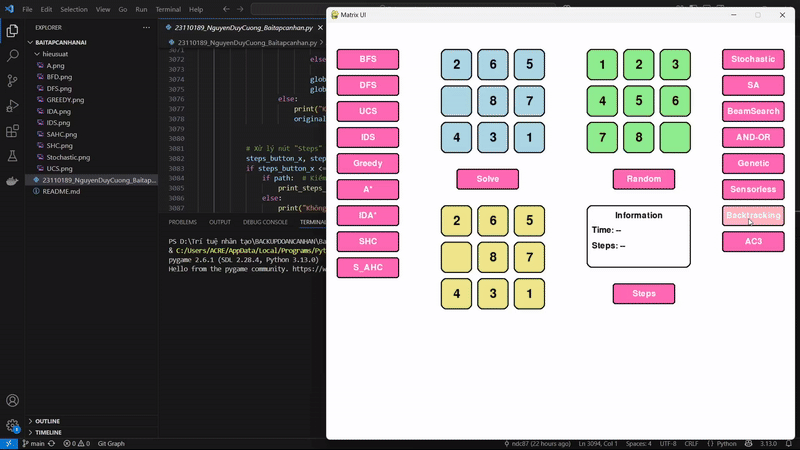 File Edit Selection View Go Run Terminal
Matrix UI
EXPLORER
BAITAPCANHANAI
hieusuat
A.png
BFD.png
DFS.png
GREEDY.png
IDA.png
IDS.png
SAHC.png
SHC.png
Stochastic.png
UCS.png
23110189_NguyenDuyCuong_Baitap...
README.md
OUTLINE
TIMELINE
23110189_NguyenDuyCuong_Baitapcanhan.py
23110189_NguyenDuyCuong_Baitapcanhan.py
3071
3072 else
3073
3074 glob
3075 glob
3076 else:
3077 print("K
3078 origina
3079
3080
3081 # Xử lý nút "Steps"
3082 steps_button_x, step
3083 if steps_button_x <=
3084 if path: # Kiểm
3085 print_steps_
3086 else:
3087 print("Khôn
PROBLEMS OUTPUT DEBUG CONSOLE TERMINAL
PS D:\Trí tuệ nhân tạo\BACKUPDOANCANHAN\Ba
& C:/Users/ACRE/AppData/Local/Programs/Pyt
pygame 2.6.1 (SDL 2.28.4, Python 3.13.0)
Hello from the pygame community. https://w
BFS
DFS
UCS
IDS
Greedy
A*
IDA*
SHC
S_AHC
2 6 5
8 7
4 3 1
Solve
2 6 5
8 7
4 3 1
1 2 3
4 5 6
7 8
Random
Information
Time: --
Steps: --
Steps
Stochastic
SA
BeamSearch
AND-OR
Genetic
Sensorless
Backtracking
AC3
main 0 0 Git Graph
ndc87 (22 hours ago) Ln 3094, Col 1 Spaces: 4 UTF-8 CRLF Python 3.13.0